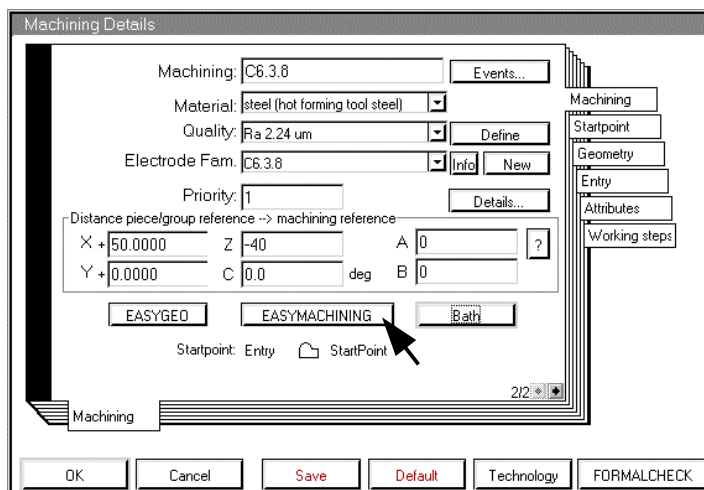 Machining Details
Machining: C6.3.8 Events...
Material: steel (hot forming tool steel)
Quality: Ra 2.24 um Define
Electrode Fam. C6.3.8 Info New
Priority: 1 Details...
Distance piece/group reference --> machining reference
X + 50.0000 Z -40 A 0 ?
Y + 0.0000 C 0.0 deg B 0
EASYGEO EASYMACHINING Bath
Startpoint: Entry StartPoint
2/2
Machining
Machining
Startpoint
Geometry
Entry
Attributes
Working steps
OK Cancel Save Default Technology FORMALCHECK